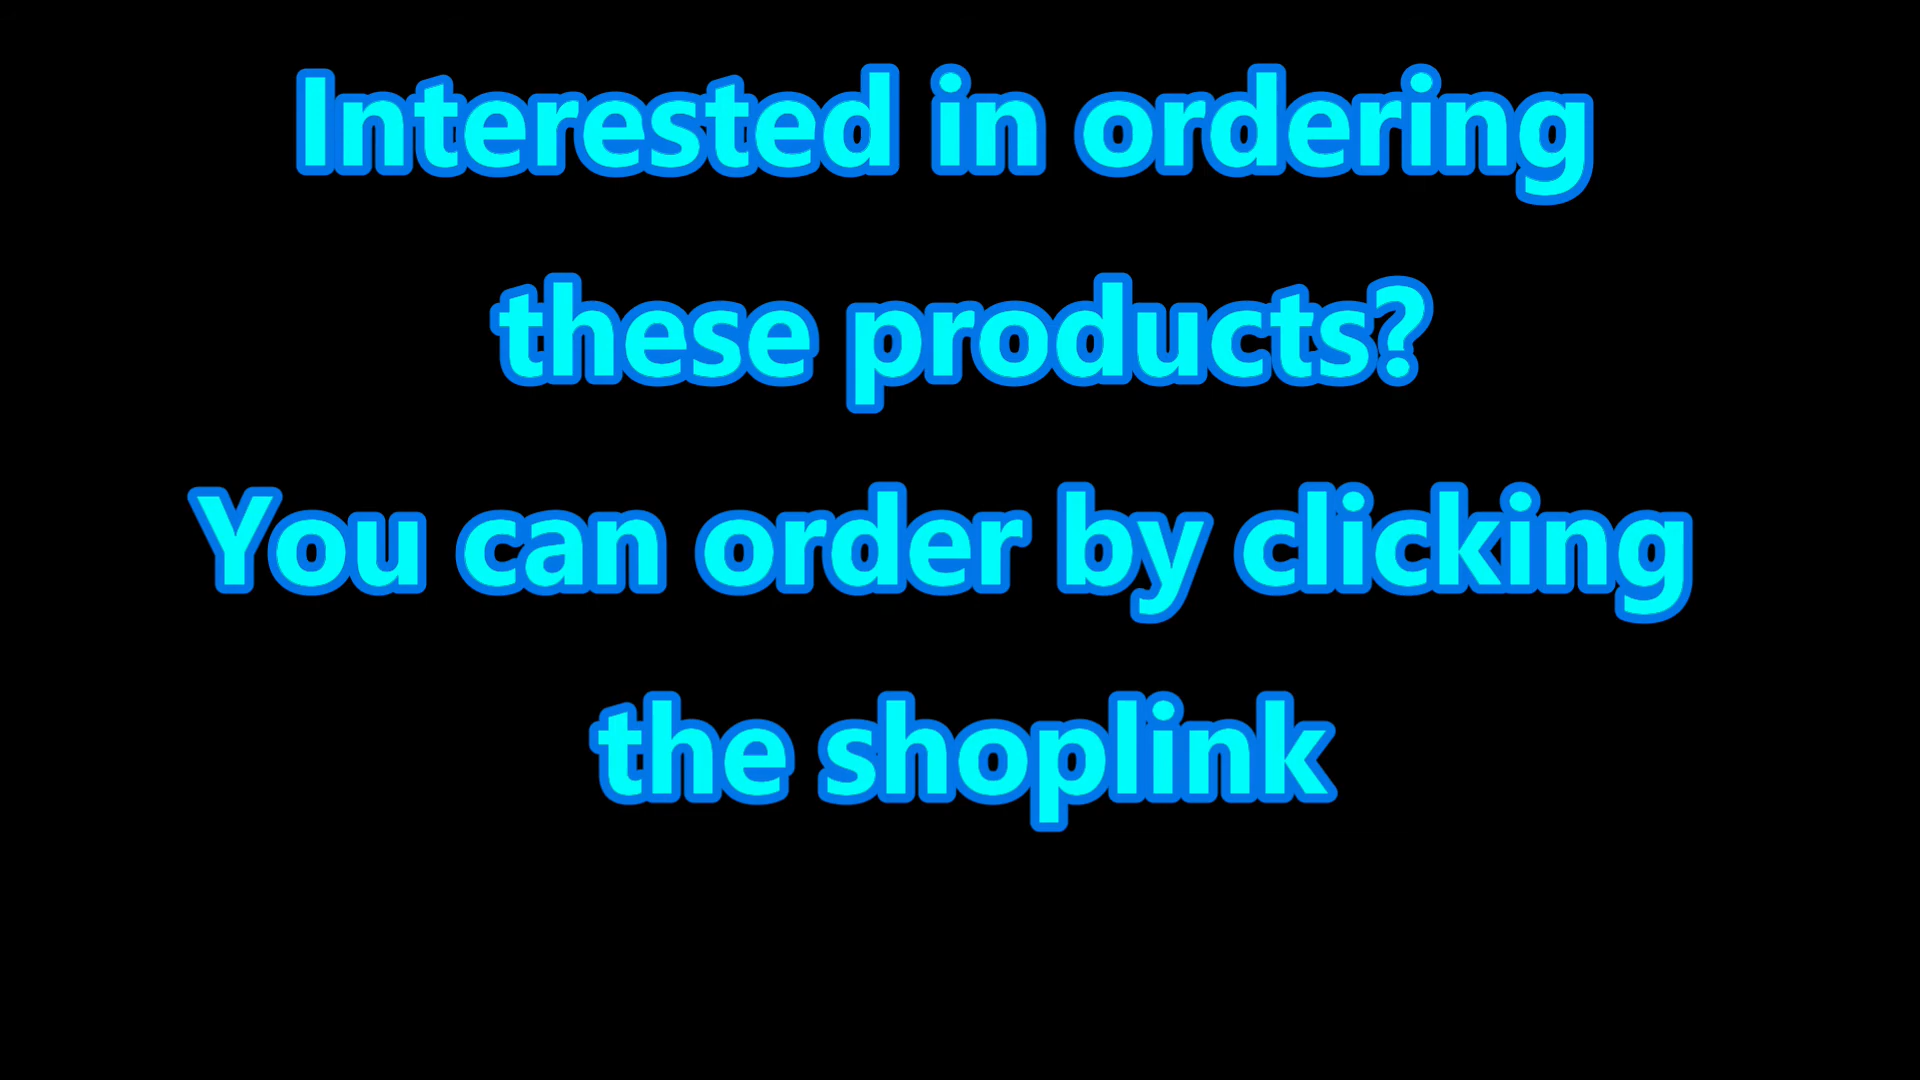 Interested in ordering
these products?
You can order by clicking
the shoplink